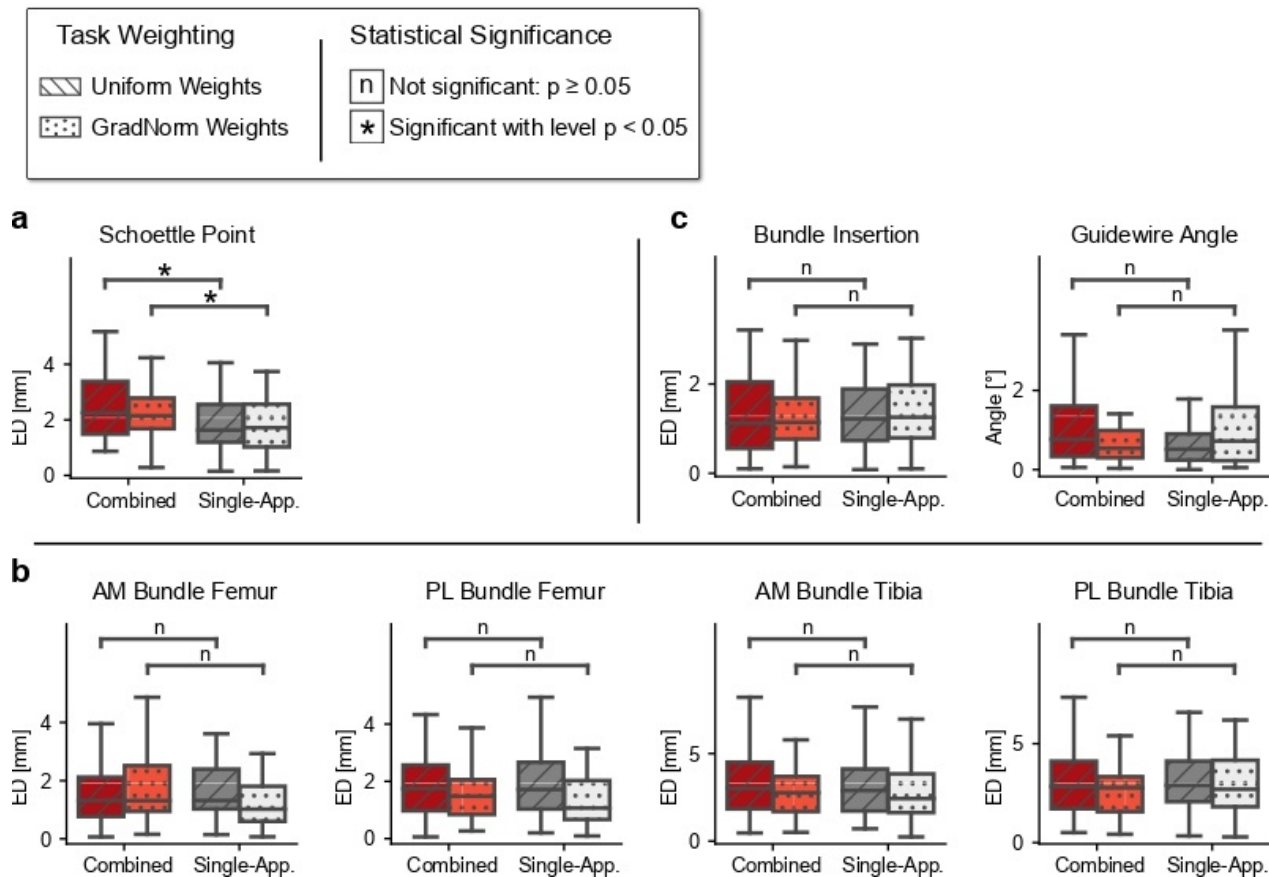 Task Weighting
Uniform Weights
GradNorm Weights
Statistical Significance
n Not significant: p ≥ 0.05
* Significant with level p < 0.05
a
Schoettle Point
*
*
ED [mm]
4
2
0
Combined Single-App.
c
Bundle Insertion
n
n
ED [mm]
2
0
Combined Single-App.
Guidewire Angle
n
n
Angle [°]
2
0
Combined Single-App.
b
AM Bundle Femur
n
n
ED [mm]
4
2
0
Combined Single-App.
PL Bundle Femur
n
n
ED [mm]
4
2
0
Combined Single-App.
AM Bundle Tibia
n
n
ED [mm]
5
0
Combined Single-App.
PL Bundle Tibia
n
n
ED [mm]
5
0
Combined Single-App.